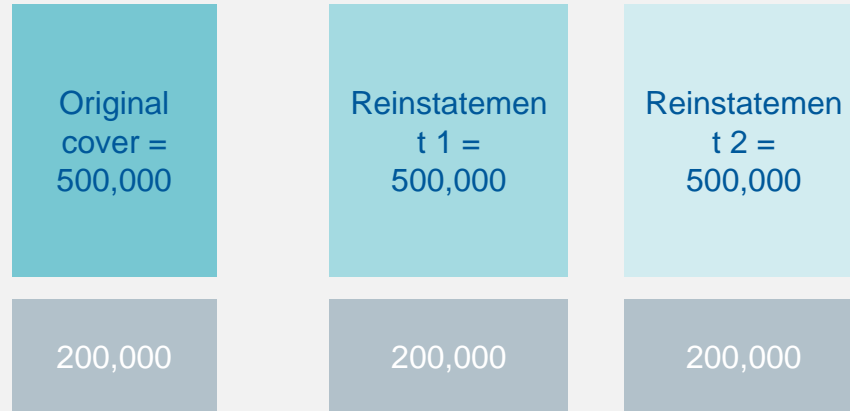 Original
cover =
500,000
Reinstatemen
t 1 =
500,000
Reinstatemen
t 2 =
500,000
200,000
200,000
200,000